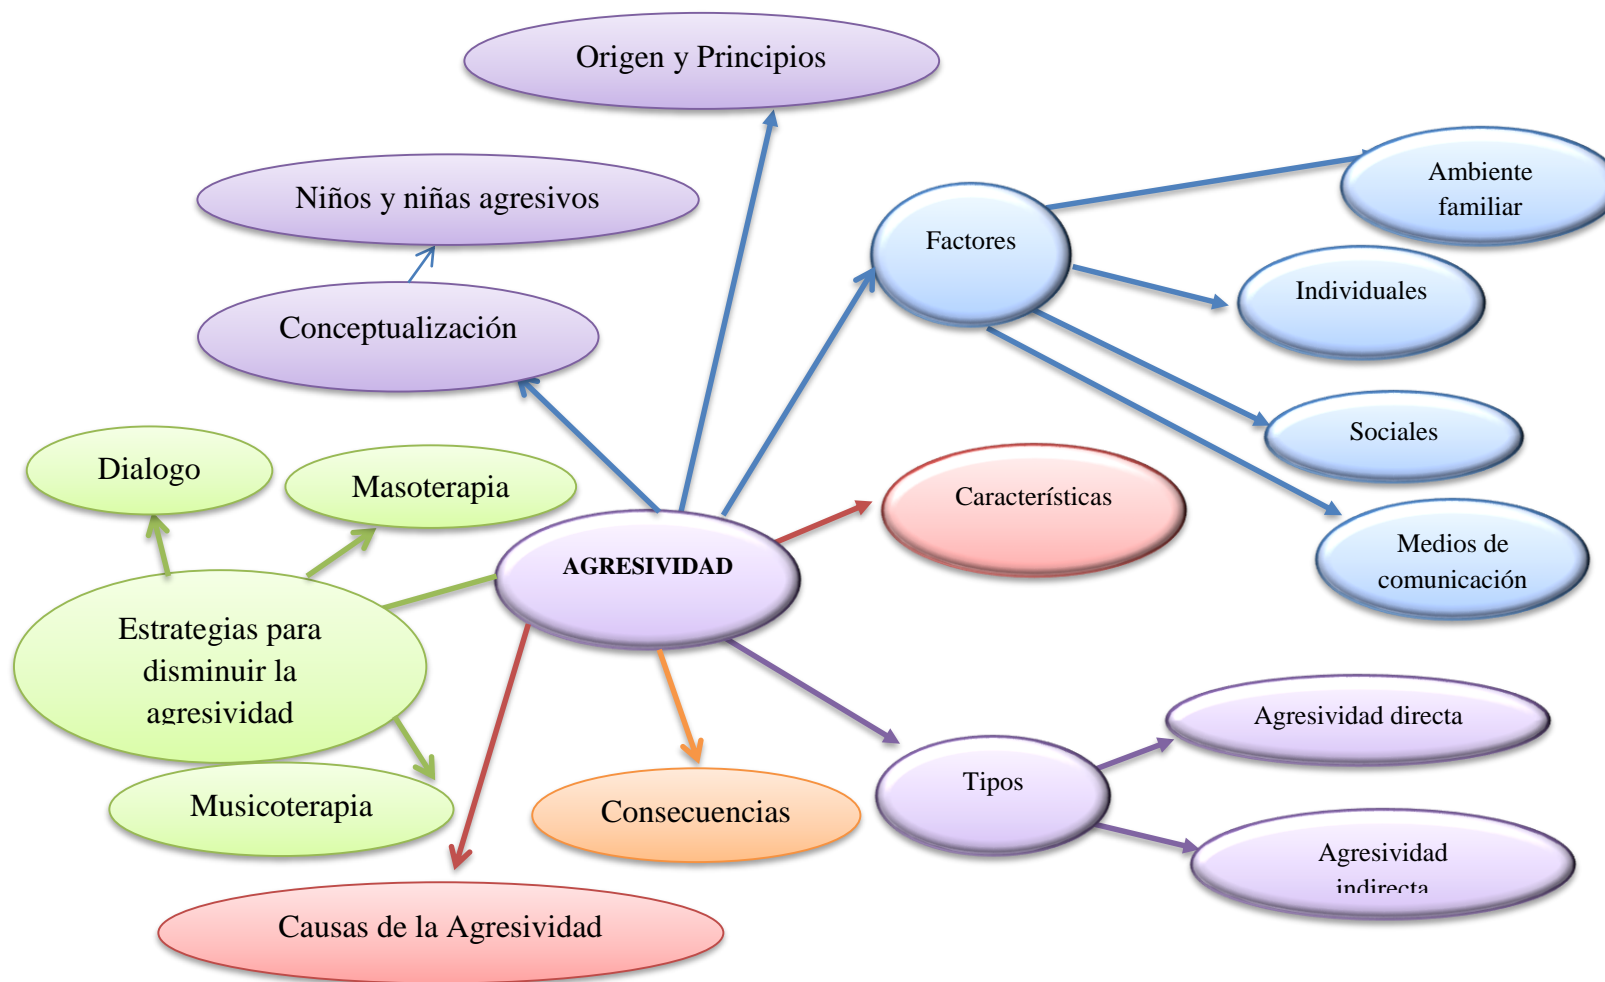 Origen y Principios
Niños y niñas agresivos
Conceptualización
Factores
Ambiente
familiar
Individuales
Sociales
Medios de
comunicación
Características
Dialogo
Masoterapia
AGRESIVIDAD
Estrategias para
disminuir la
agresividad
Musicoterapia
Consecuencias
Causas de la Agresividad
Tipos
Agresividad directa
Agresividad
indirecta